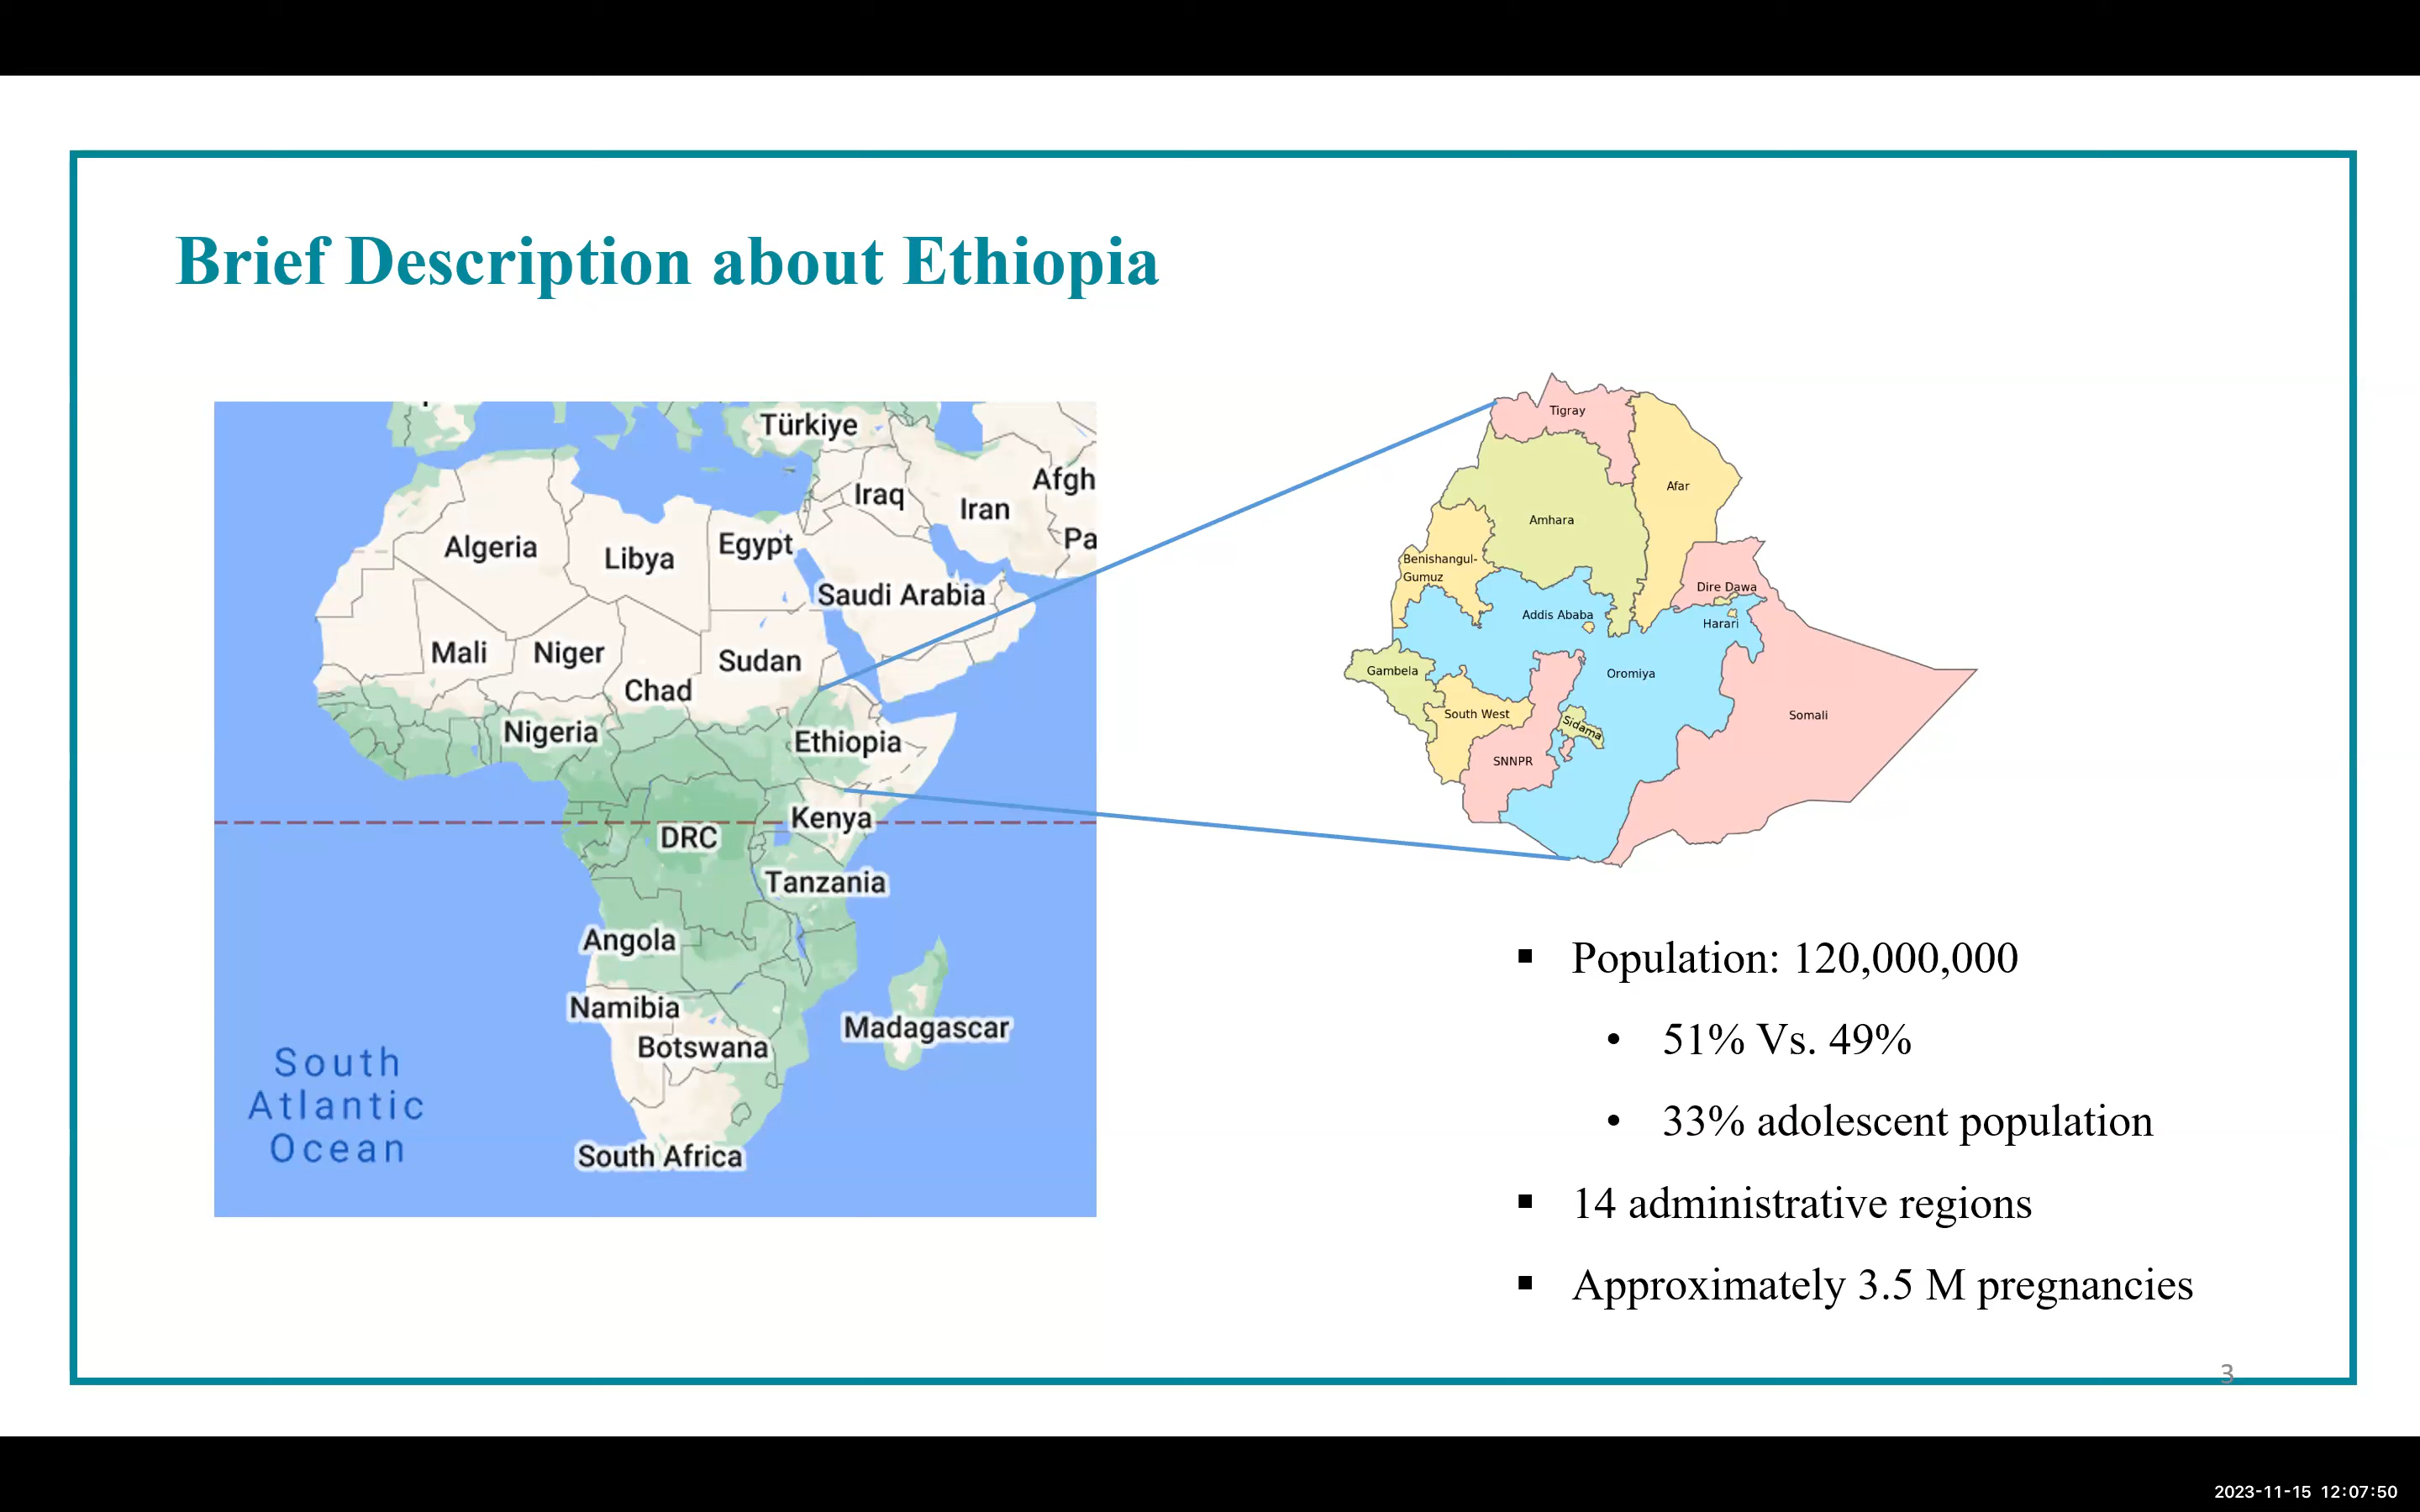 Brief Description about Ethiopia
Türkiye
Afgh
Iraq
Iran
Pa
Algeria
Libya
Egypt
Saudi Arabia
Mali
Niger
Sudan
Chad
Nigeria
Ethiopia
Kenya
DRC
Tanzania
Angola
Namibia
Madagascar
Botswana
South
Atlantic
Ocean
South Africa
Tigray
Afar
Amhara
Benishangul-
Gumuz
Dire Dawa
Addis Ababa
Harari
Gambela
Oromiya
South West
Sidama
Somali
SNNPR
▪ Population: 120,000,000
• 51% Vs. 49%
• 33% adolescent population
▪ 14 administrative regions
▪ Approximately 3.5 M pregnancies
3
2023-11-15 12:07:50